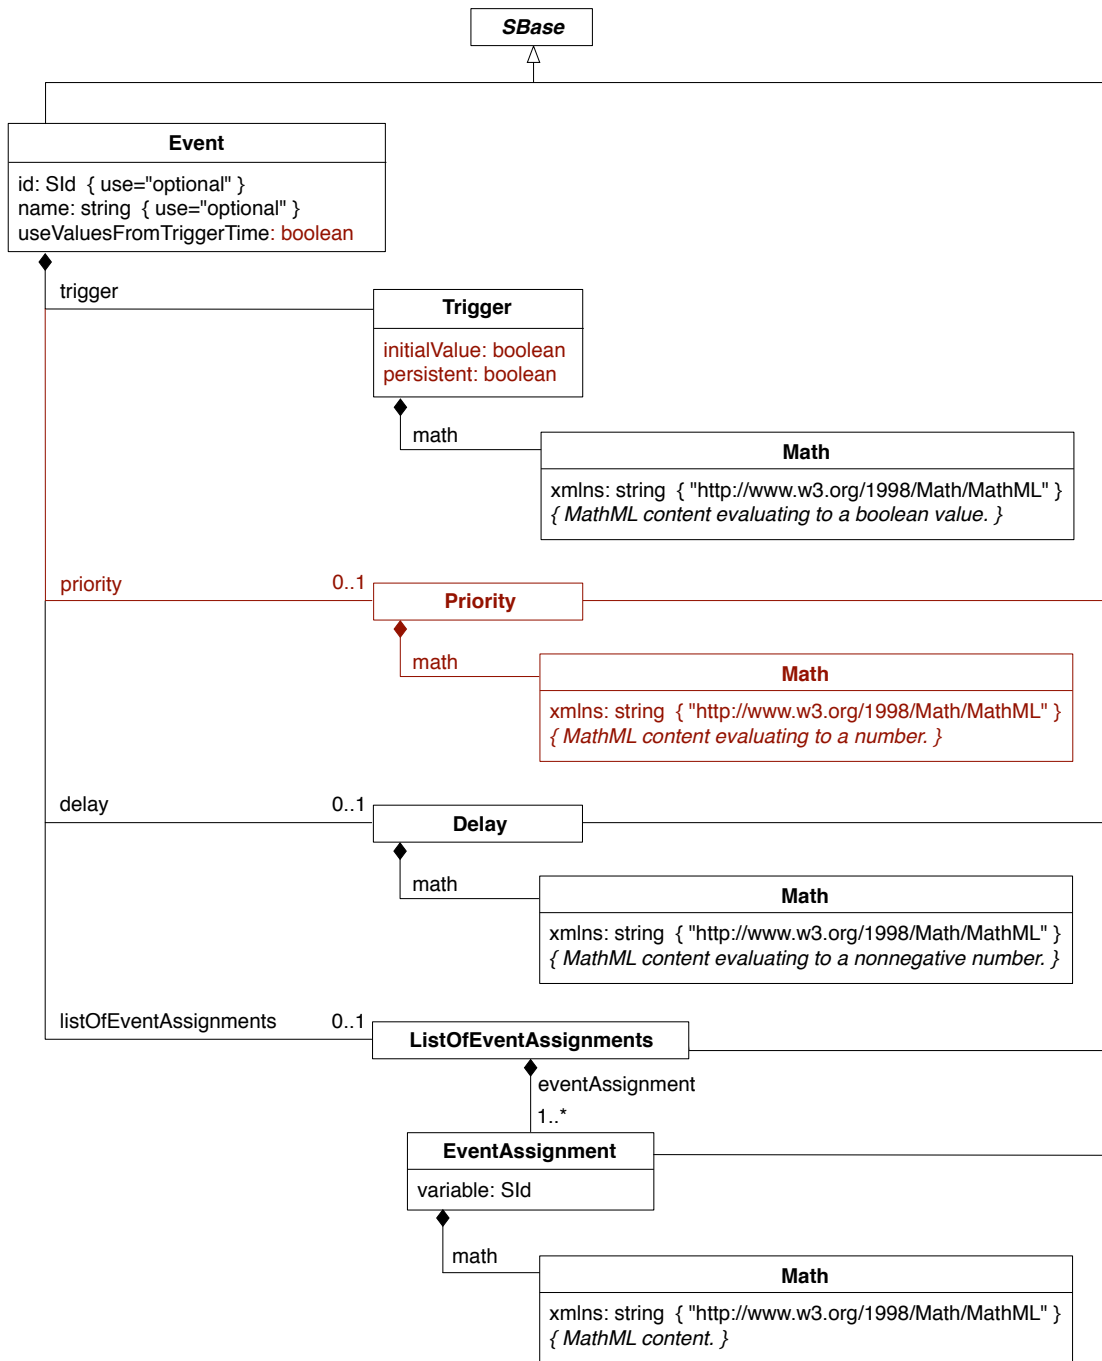 SBase
Event
id: SId { use="optional" }
name: string { use="optional" }
useValuesFromTriggerTime: boolean
trigger
Trigger
initialValue: boolean
persistent: boolean
math
Math
xmlns: string { "http://www.w3.org/1998/Math/MathML" }
{ MathML content evaluating to a boolean value. }
priority 0..1
Priority
math
Math
xmlns: string { "http://www.w3.org/1998/Math/MathML" }
{ MathML content evaluating to a number. }
delay 0..1
Delay
math
Math
xmlns: string { "http://www.w3.org/1998/Math/MathML" }
{ MathML content evaluating to a nonnegative number. }
listOfEventAssignments 0..1
ListOfEventAssignments
eventAssignment
1..*
EventAssignment
variable: SId
math
Math
xmlns: string { "http://www.w3.org/1998/Math/MathML" }
{ MathML content. }